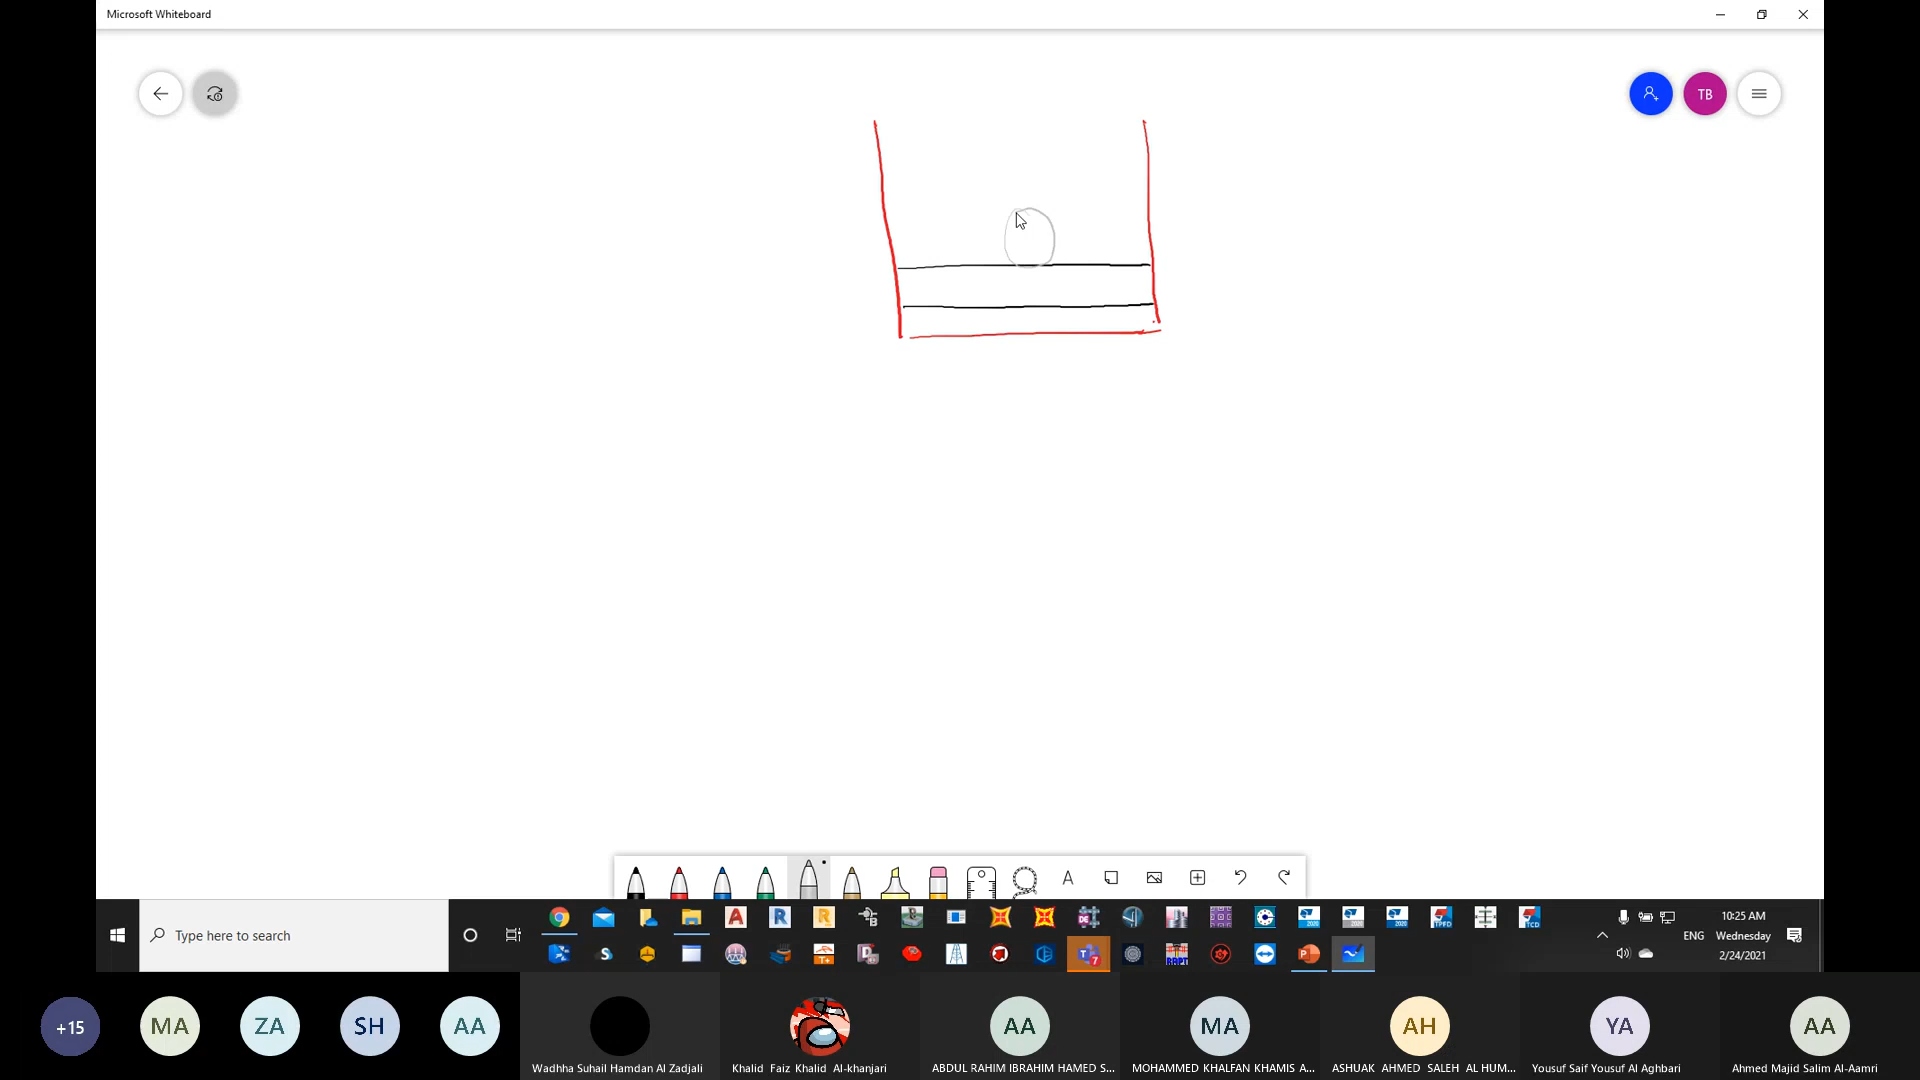 Microsoft Whiteboard
TB
A
Type here to search
ENG
10:25 AM
Wednesday
2/24/2021
+15
MA
ZA
SH
AA
AA
MA
AH
YA
AA
Wadhha Suhail Hamdan Al Zadjali
Khalid Faiz Khalid Al-khanjari
ABDUL RAHIM IBRAHIM HAMED S...
MOHAMMED KHALFAN KHAMIS A...
ASHUAK AHMED SALEH AL HUM...
Yousuf Saif Yousuf Al Aghbari
Ahmed Majid Salim Al-Aamri